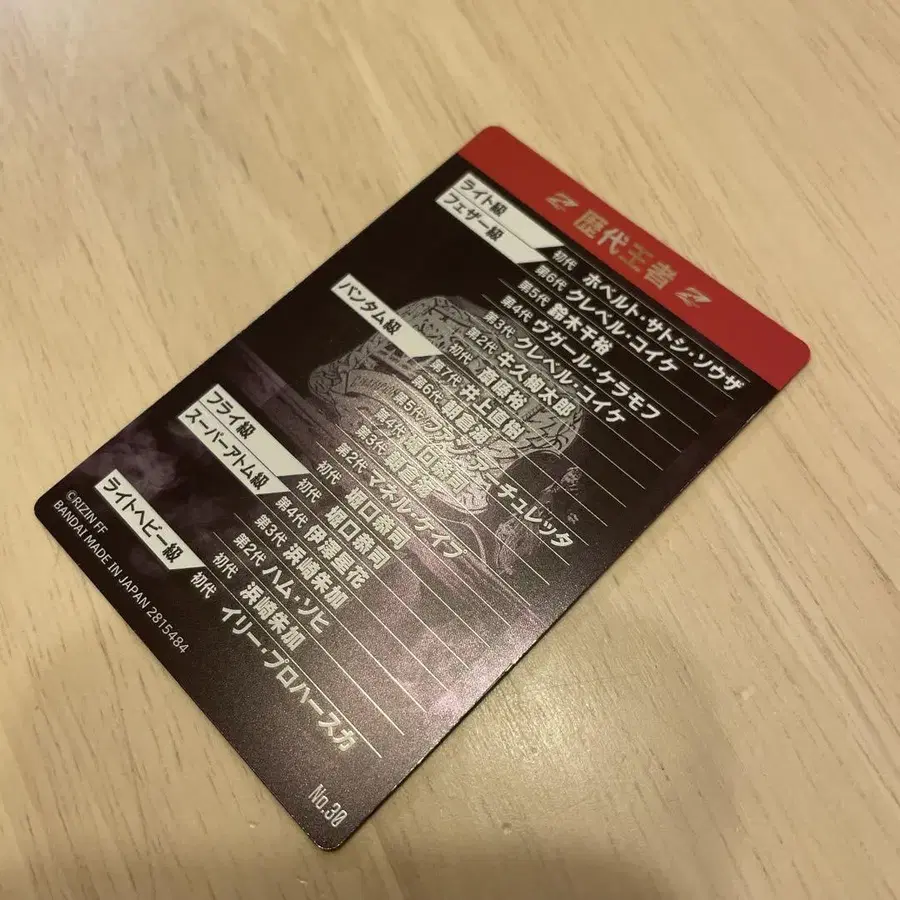 歴代王者
ライト級 初代 ホベルト・サトシ・ソウザ
フェザー級 第6代 クレベル・コイケ
第5代 鈴木千裕
第4代 ヴガール・ケラモフ
第3代 クレベル・コイケ
第2代 牛久絢太郎
初代 斎藤裕
バンタム級 第7代 井上直樹
第6代 朝倉海
第5代 フアン・アーチュレッタ
第4代 堀口恭司
第3代 朝倉海
第2代 マネル・ケイプ
初代 堀口恭司
フライ級 初代 堀口恭司
スーパーアトム級 第4代 伊澤星花
第3代 浜崎朱加
第2代 ハム・ソヒ
初代 浜崎朱加
ライトヘビー級 初代 イリー・プロハースカ
©RIZIN FF
BANDAI MADE IN JAPAN 2815484
No.30